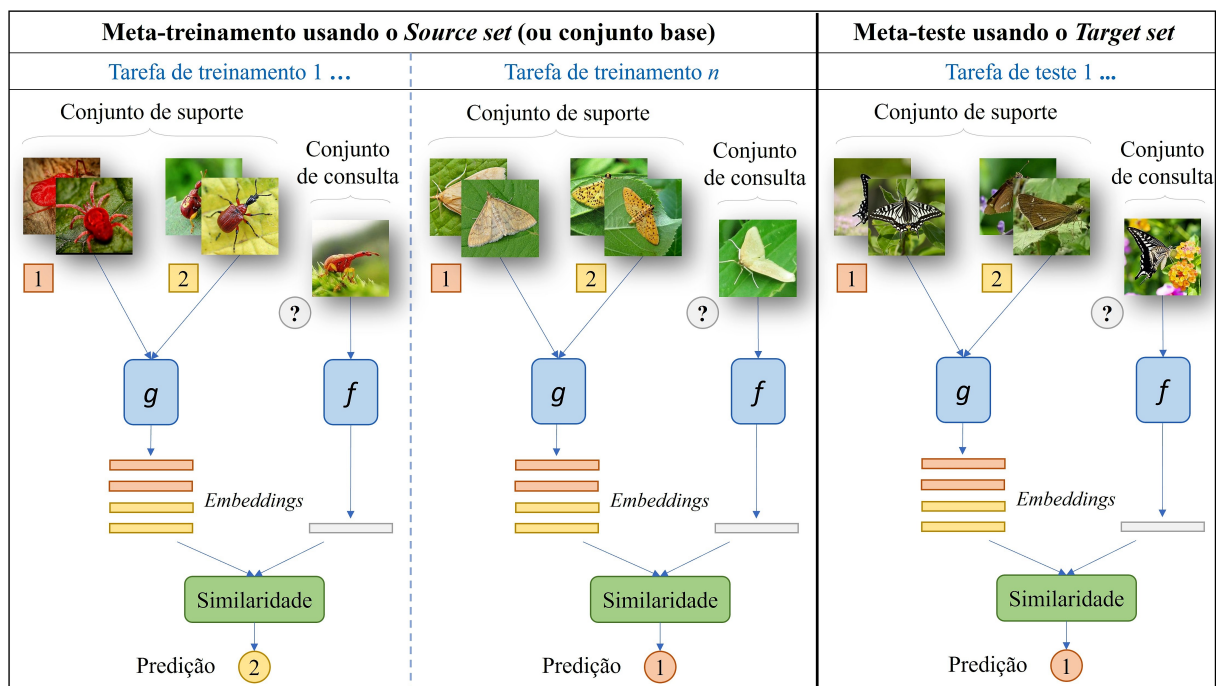 Meta-treinamento usando o Source set (ou conjunto base)
Meta-teste usando o Target set
Tarefa de treinamento 1 ...
Tarefa de treinamento n
Tarefa de teste 1 ...
Conjunto de suporte
Conjunto
de consulta
1
2
?
g
f
Embeddings
Similaridade
Predição 2
Conjunto de suporte
Conjunto
de consulta
1
2
?
g
f
Embeddings
Similaridade
Predição 1
Conjunto de suporte
Conjunto
de consulta
1
2
?
g
f
Embeddings
Similaridade
Predição 1